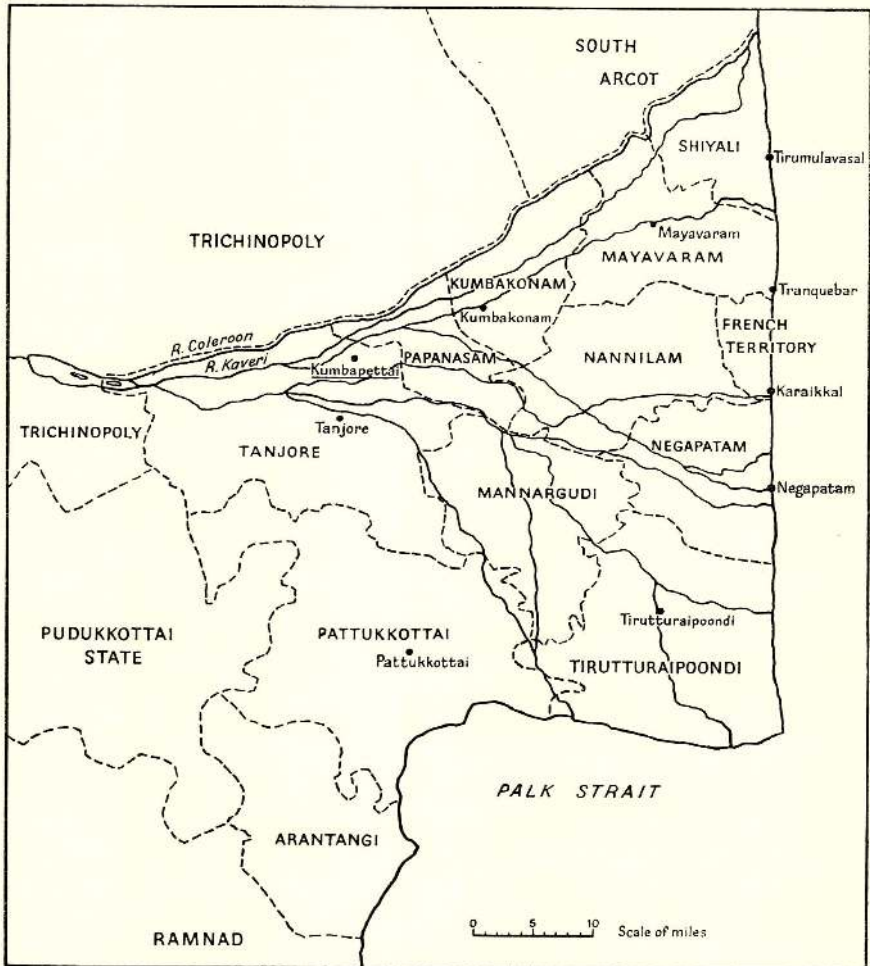 SOUTH
ARCOT
SHIYALI
Tirumulavasal
TRICHINOPOLY
Mayavaram
MAYAVARAM
KUMBAKONAM
Kumbakonam
Tranquebar
FRENCH
TERRITORY
R. Coleroon
R. Kaveri
PAPANASAM
NANNILAM
Kumbapettai
Karaikkal
TRICHINOPOLY
Tanjore
TANJORE
NEGAPATAM
MANNARGUDI
Negapatam
PUDUKKOTTAI
STATE
PATTUKKOTTAI
Pattukkottai
Tirutturaipoondi
TIRUTTURAIPOONDI
PALK STRAIT
ARANTANGI
RAMNAD
0 5 10
Scale of miles